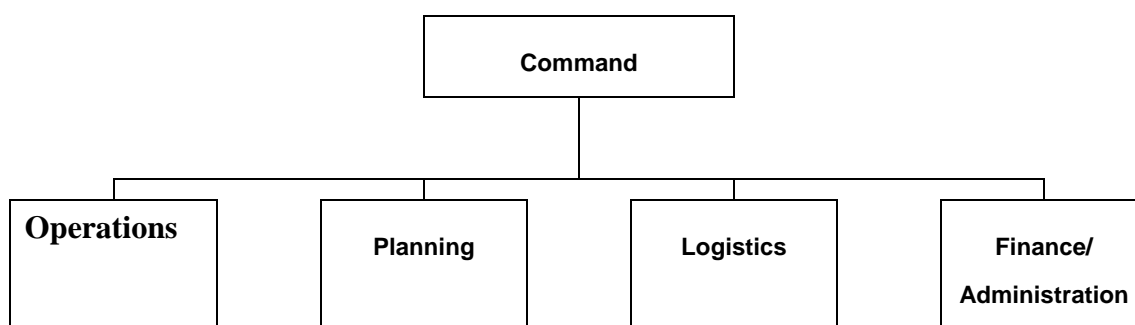 Command
Operations
Planning
Logistics
Finance/
Administration